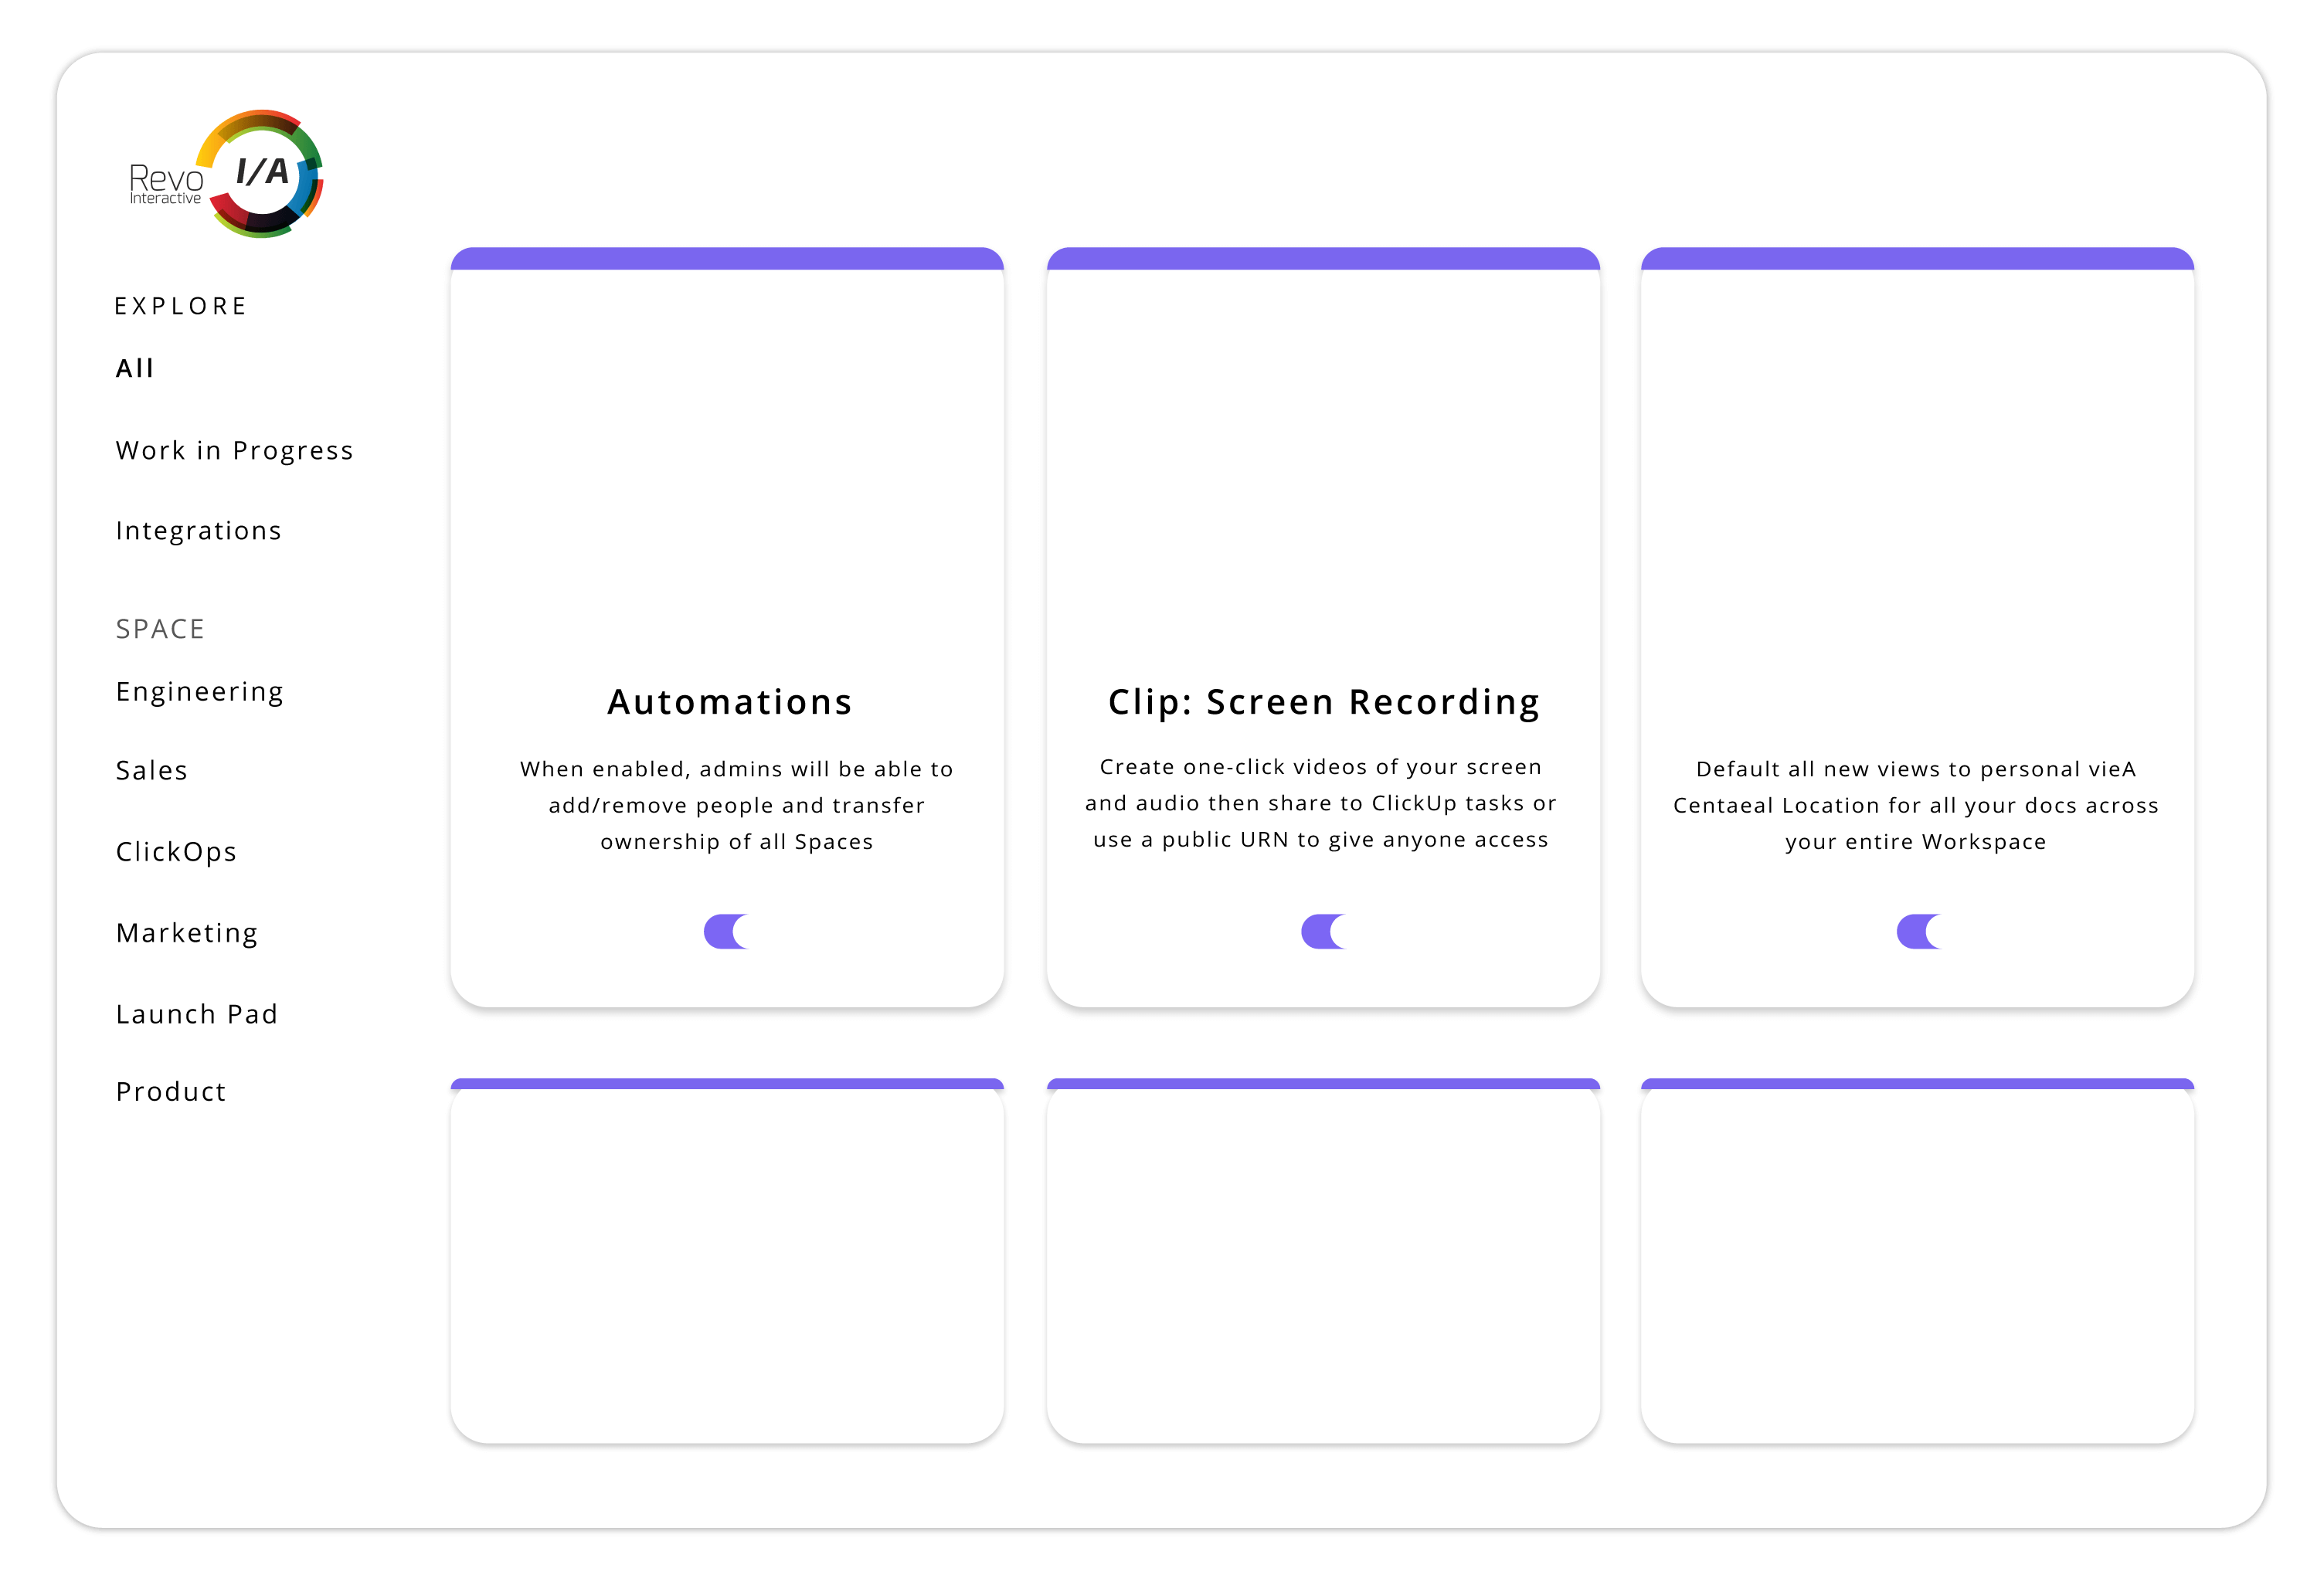 Revo
Interactive
I/A
EXPLORE
All
Work in Progress
Integrations
SPACE
Engineering
Sales
ClickOps
Marketing
Launch Pad
Product
Automations
When enabled, admins will be able to
add/remove people and transfer
ownership of all Spaces
Clip: Screen Recording
Create one-click videos of your screen
and audio then share to ClickUp tasks or
use a public URN to give anyone access
Default all new views to personal vieA
Centaeal Location for all your docs across
your entire Workspace